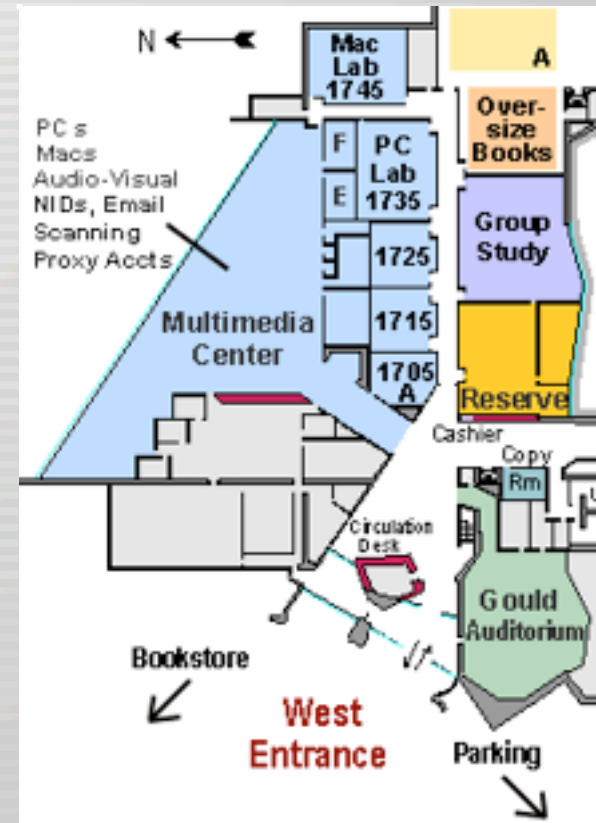 N
Mac
Lab
1745
A
Over-
size
Books
PCs
Macs
Audio-Visual
NIDs, Email
Scanning
Proxy Accts
F
E
PC
Lab
1735
Group
Study
1725
Multimedia
Center
1715
1705
A
Reserve
Cashier
Copy
Rm
Circulation
Desk
Gould
Auditorium
Bookstore
West
Entrance
Parking